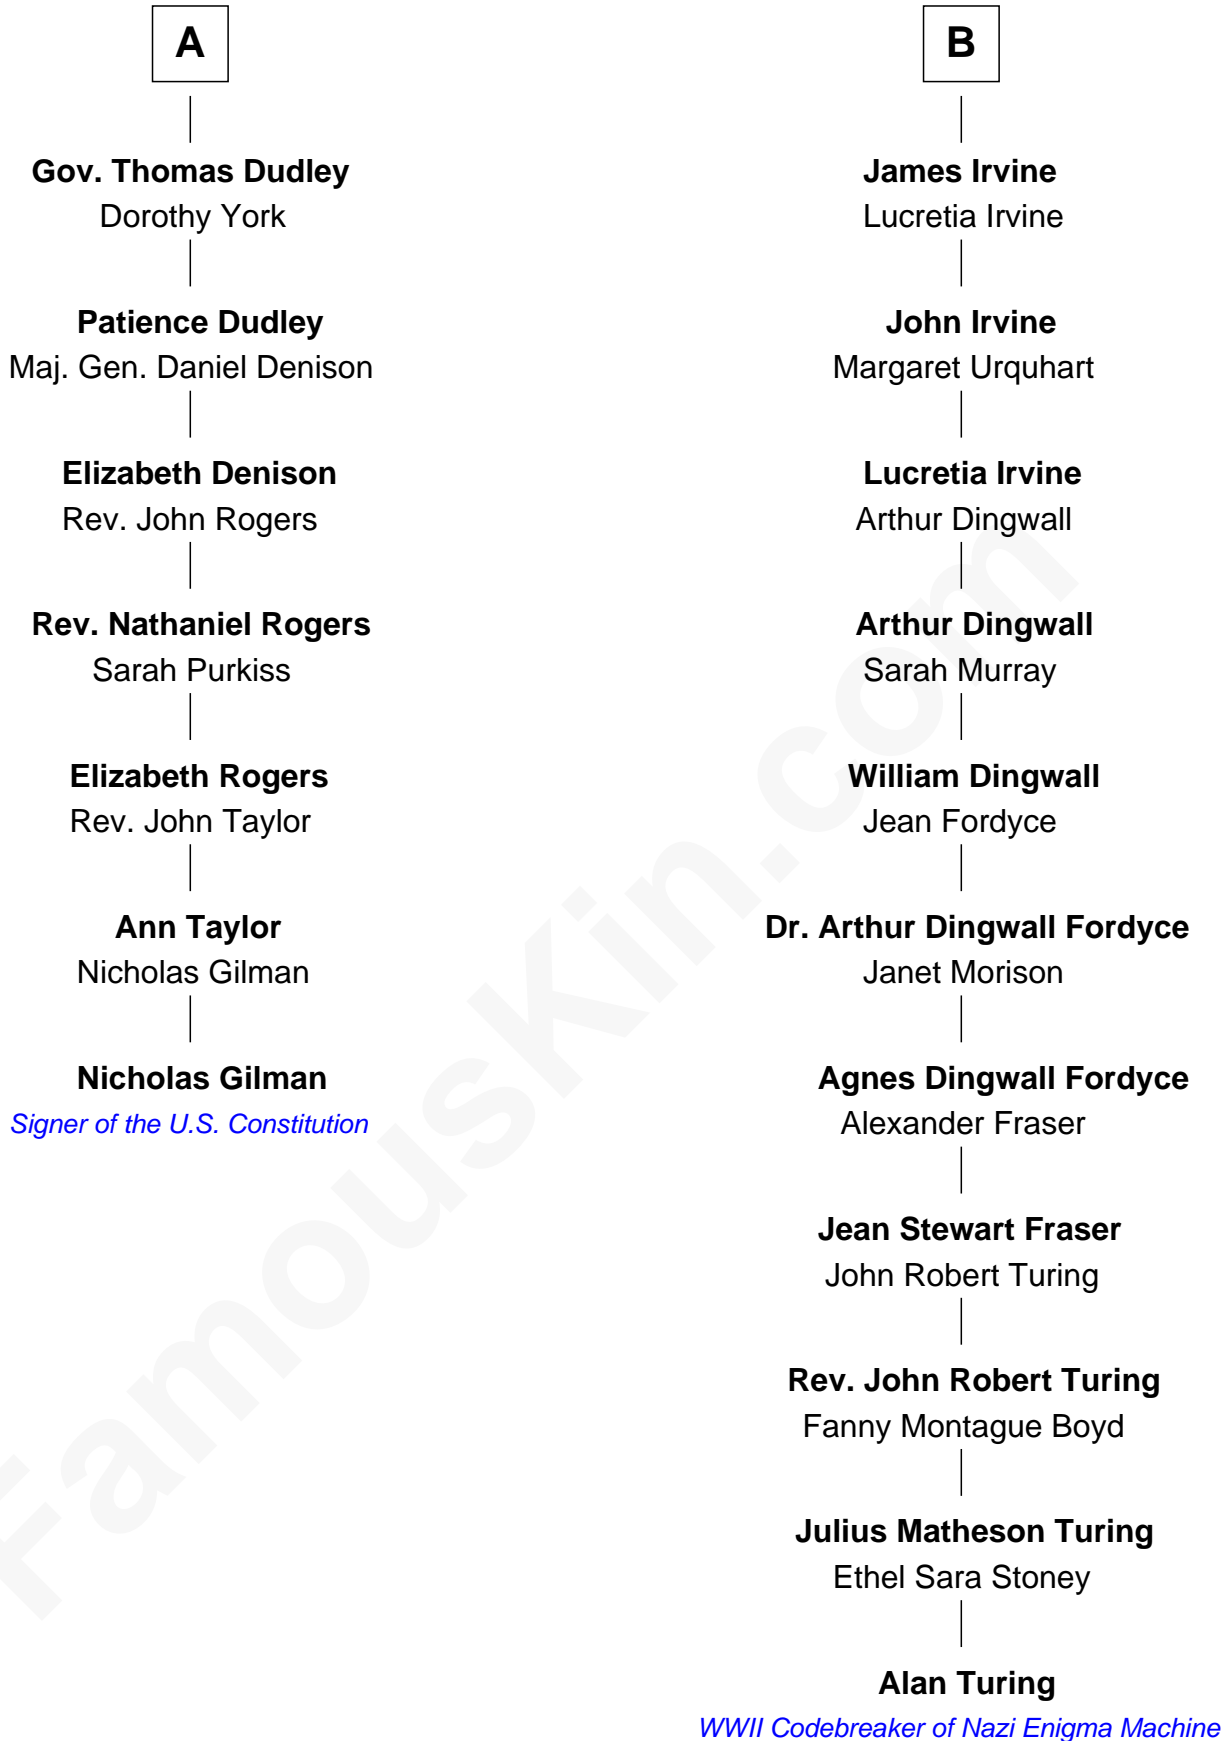 A
Gov. Thomas Dudley
Dorothy York
Patience Dudley
Maj. Gen. Daniel Denison
Elizabeth Denison
Rev. John Rogers
Rev. Nathaniel Rogers
Sarah Purkiss
Elizabeth Rogers
Rev. John Taylor
Ann Taylor
Nicholas Gilman
Nicholas Gilman
Signer of the U.S. Constitution
B
James Irvine
Lucretia Irvine
John Irvine
Margaret Urquhart
Lucretia Irvine
Arthur Dingwall
Arthur Dingwall
Sarah Murray
William Dingwall
Jean Fordyce
Dr. Arthur Dingwall Fordyce
Janet Morison
Agnes Dingwall Fordyce
Alexander Fraser
Jean Stewart Fraser
John Robert Turing
Rev. John Robert Turing
Fanny Montague Boyd
Julius Matheson Turing
Ethel Sara Stoney
Alan Turing
WWII Codebreaker of Nazi Enigma Machine
FamousKin.com